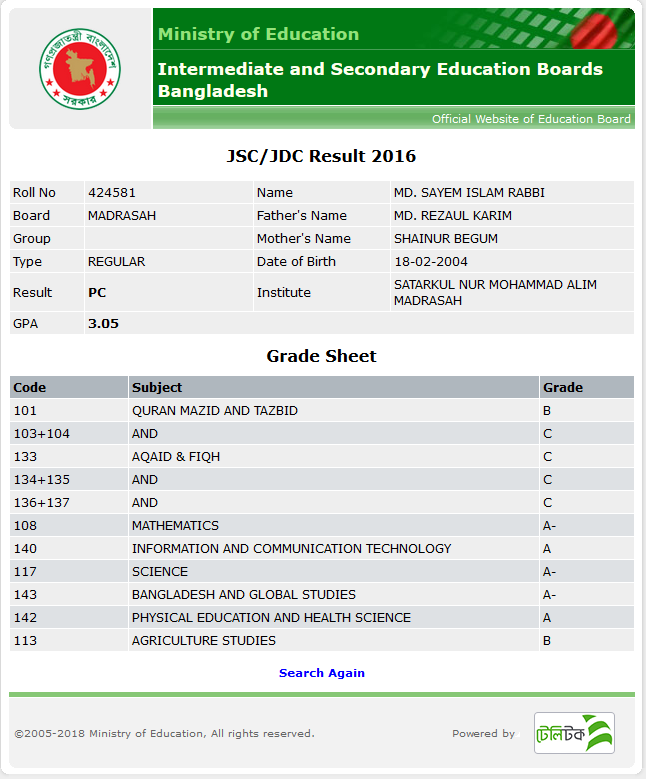 গণপ্রজাতন্ত্রী বাংলাদেশ
সরকার
Ministry of Education
Intermediate and Secondary Education Boards
Bangladesh
Official Website of Education Board
JSC/JDC Result 2016
Roll No 424581 Name MD. SAYEM ISLAM RABBI
Board MADRASAH Father's Name MD. REZAUL KARIM
Group Mother's Name SHAINUR BEGUM
Type REGULAR Date of Birth 18-02-2004
Result PC Institute SATARKUL NUR MOHAMMAD ALIM
MADRASAH
GPA 3.05
Grade Sheet
Code Subject Grade
101 QURAN MAZID AND TAZBID B
103+104 AND C
133 AQAID & FIQH C
134+135 AND C
136+137 AND C
108 MATHEMATICS A-
140 INFORMATION AND COMMUNICATION TECHNOLOGY A
117 SCIENCE A-
143 BANGLADESH AND GLOBAL STUDIES A-
142 PHYSICAL EDUCATION AND HEALTH SCIENCE A
113 AGRICULTURE STUDIES B
Search Again
©2005-2018 Ministry of Education, All rights reserved. Powered by টেলিটক